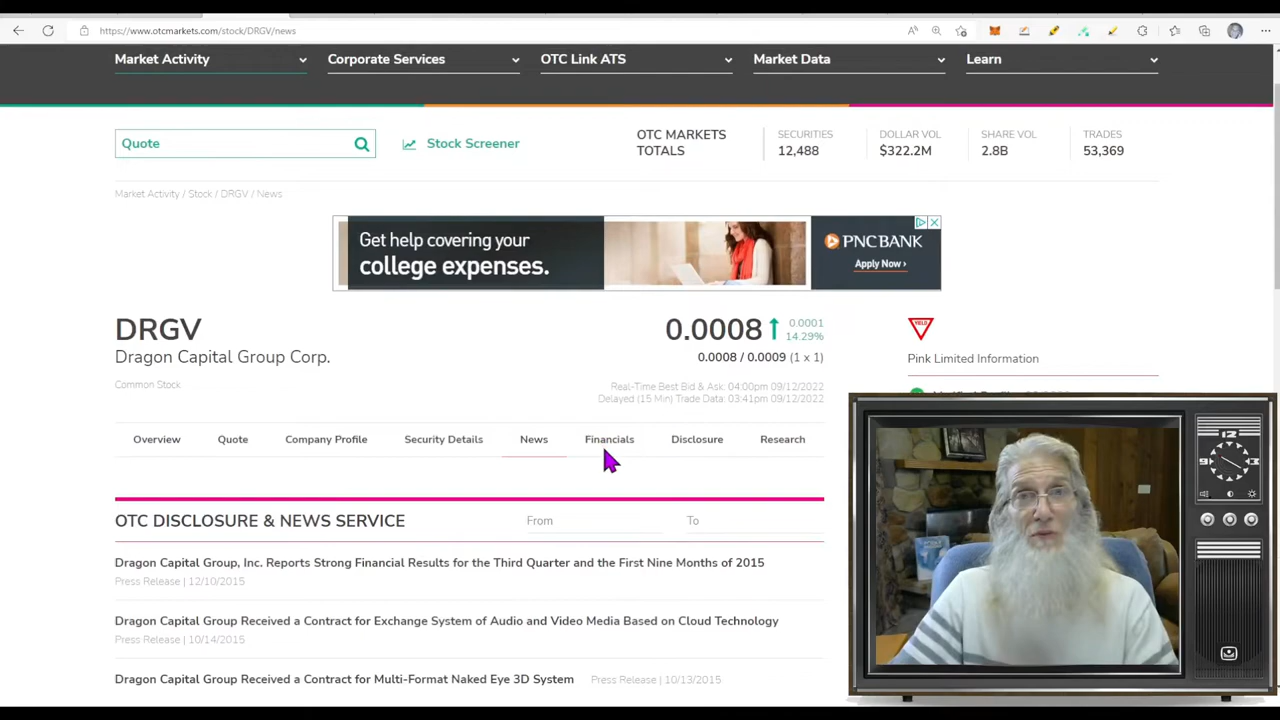 https://www.otcmarkets.com/stock/DRGV/news
Market Activity
Corporate Services
OTC Link ATS
Market Data
Learn
Quote
Stock Screener
OTC MARKETS
TOTALS
SECURITIES
12,488
DOLLAR VOL
$322.2M
SHARE VOL
2.8B
TRADES
53,369
Market Activity / Stock / DRGV / News
Get help covering your
college expenses.
PNC BANK
Apply Now ›
DRGV
Dragon Capital Group Corp.
Common Stock
0.0008
0.0001
14.29%
0.0008 / 0.0009 (1 x 1)
Real-Time Best Bid & Ask: 04:00pm 09/12/2022
Delayed (15 Min) Trade Data: 03:41pm 09/12/2022
YIELD
Pink Limited Information
Overview
Quote
Company Profile
Security Details
News
Financials
Disclosure
Research
OTC DISCLOSURE & NEWS SERVICE
From
To
Dragon Capital Group, Inc. Reports Strong Financial Results for the Third Quarter and the First Nine Months of 2015
Press Release | 12/10/2015
Dragon Capital Group Received a Contract for Exchange System of Audio and Video Media Based on Cloud Technology
Press Release | 10/14/2015
Dragon Capital Group Received a Contract for Multi-Format Naked Eye 3D System
Press Release | 10/13/2015
12
9
3
6